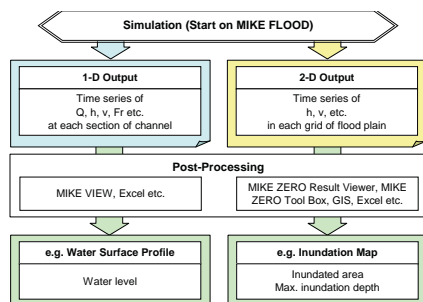 Simulation (Start on MIKE FLOOD)
1-D Output
Time series of
Q, h, v, Fr etc.
at each section of channel
2-D Output
Time series of
h, v, etc.
in each grid of flood plain
Post-Processing
MIKE VIEW, Excel etc.
MIKE ZERO Result Viewer, MIKE
ZERO Tool Box, GIS, Excel etc.
e.g. Water Surface Profile
Water level
e.g. Inundation Map
Inundated area
Max. inundation depth